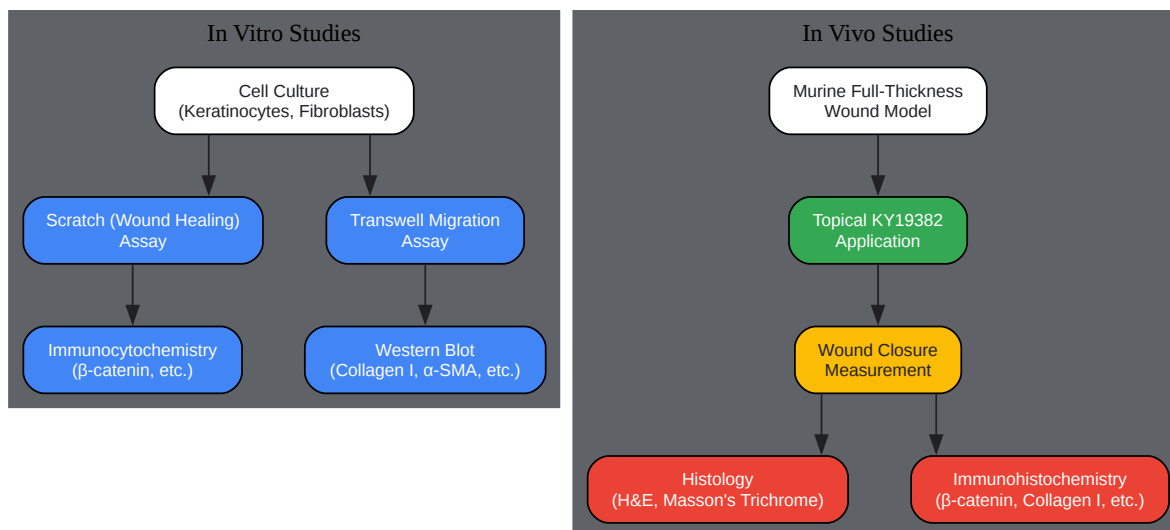 In Vitro Studies
Cell Culture
(Keratinocytes, Fibroblasts)
Scratch (Wound Healing)
Assay
Transwell Migration
Assay
Immunocytochemistry
(β-catenin, etc.)
Western Blot
(Collagen I, α-SMA, etc.)
In Vivo Studies
Murine Full-Thickness
Wound Model
Topical KY19382
Application
Wound Closure
Measurement
Histology
(H&E, Masson's Trichrome)
Immunohistochemistry
(β-catenin, Collagen I, etc.)